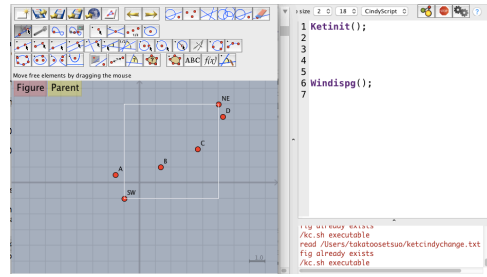 size 2 18 CindyScript
ABC f(x)
Move free elements by dragging the mouse
Figure Parent
NE
D
C
B
A
SW
1.0
1 Ketinit();
2
3
4
5
6 Windispg();
7
fig already exists
/kc.sh executable
read /Users/takatoosetsuo/ketcindychange.txt
fig already exists
/kc.sh executable